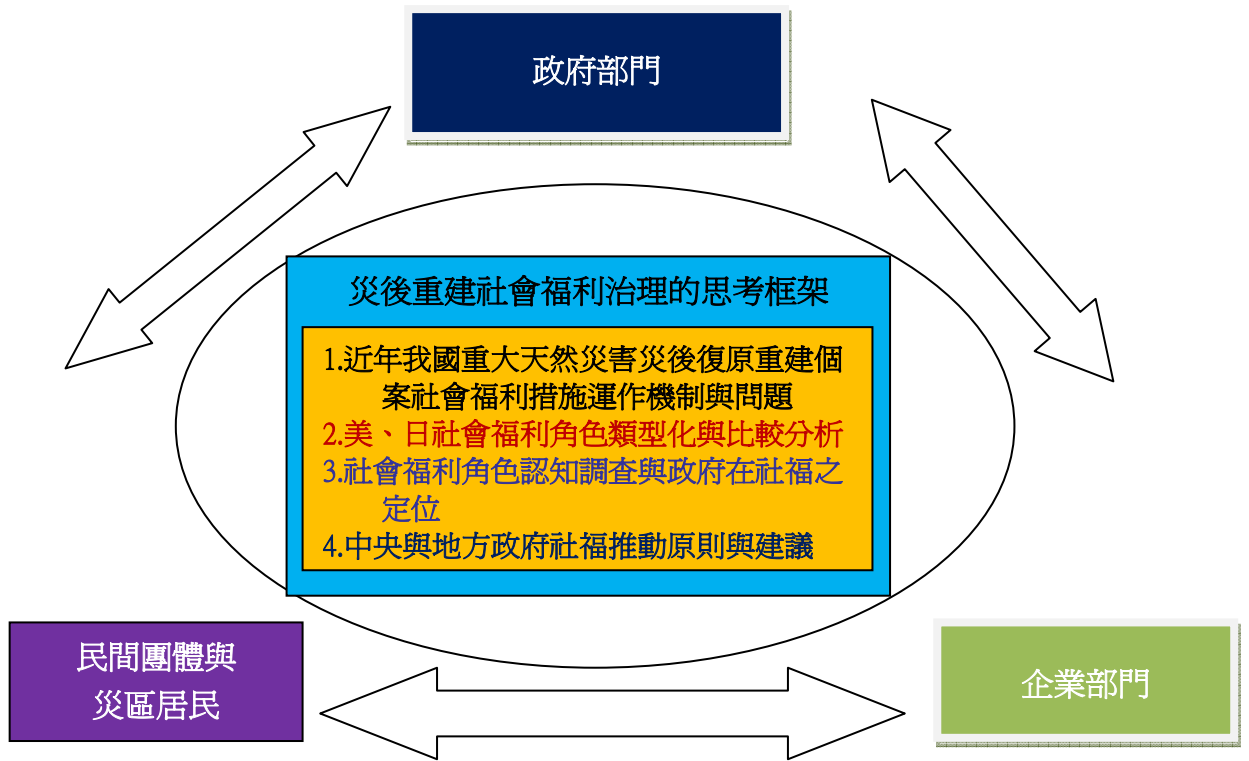 政府部門
災後重建社會福利治理的思考框架
1.近年我國重大天然災害災後復原重建個
案社會福利措施運作機制與問題
2.美、日社會福利角色類型化與比較分析
3.社會福利角色認知調查與政府在社福之
定位
4.中央與地方政府社福推動原則與建議
民間團體與
災區居民
企業部門